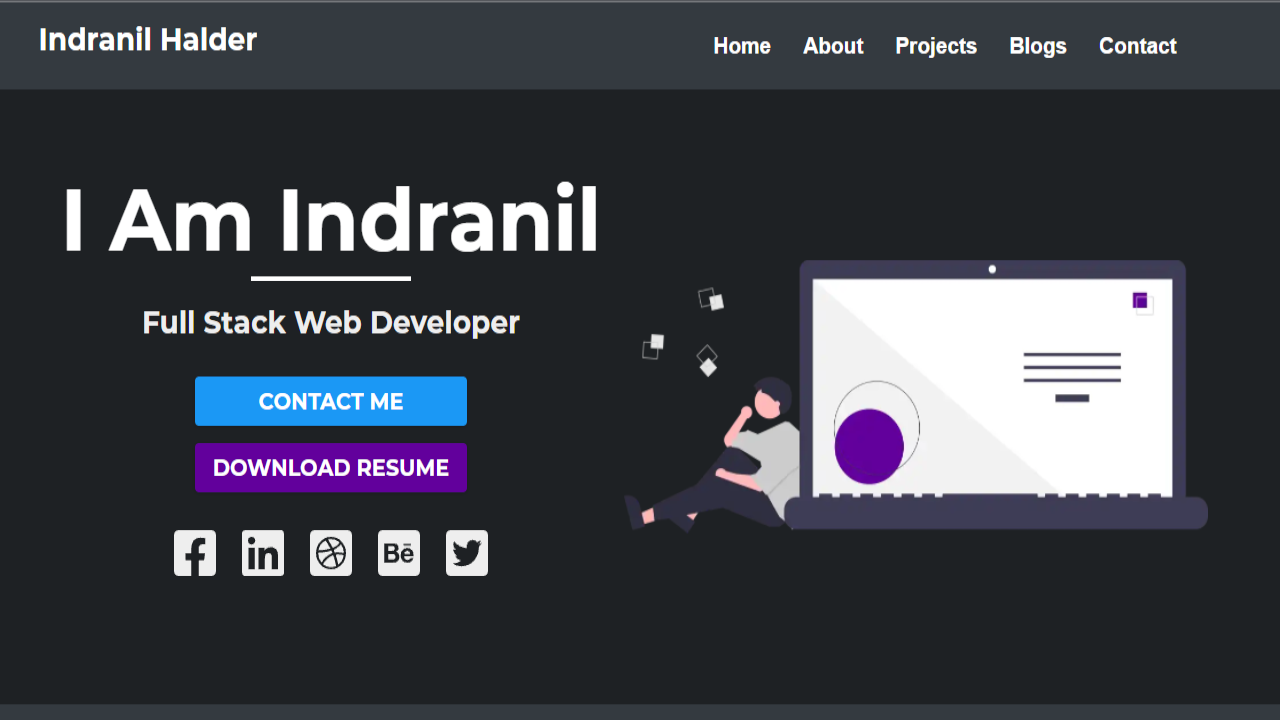 Indranil Halder
Home About Projects Blogs Contact
I Am Indranil
Full Stack Web Developer
CONTACT ME
DOWNLOAD RESUME